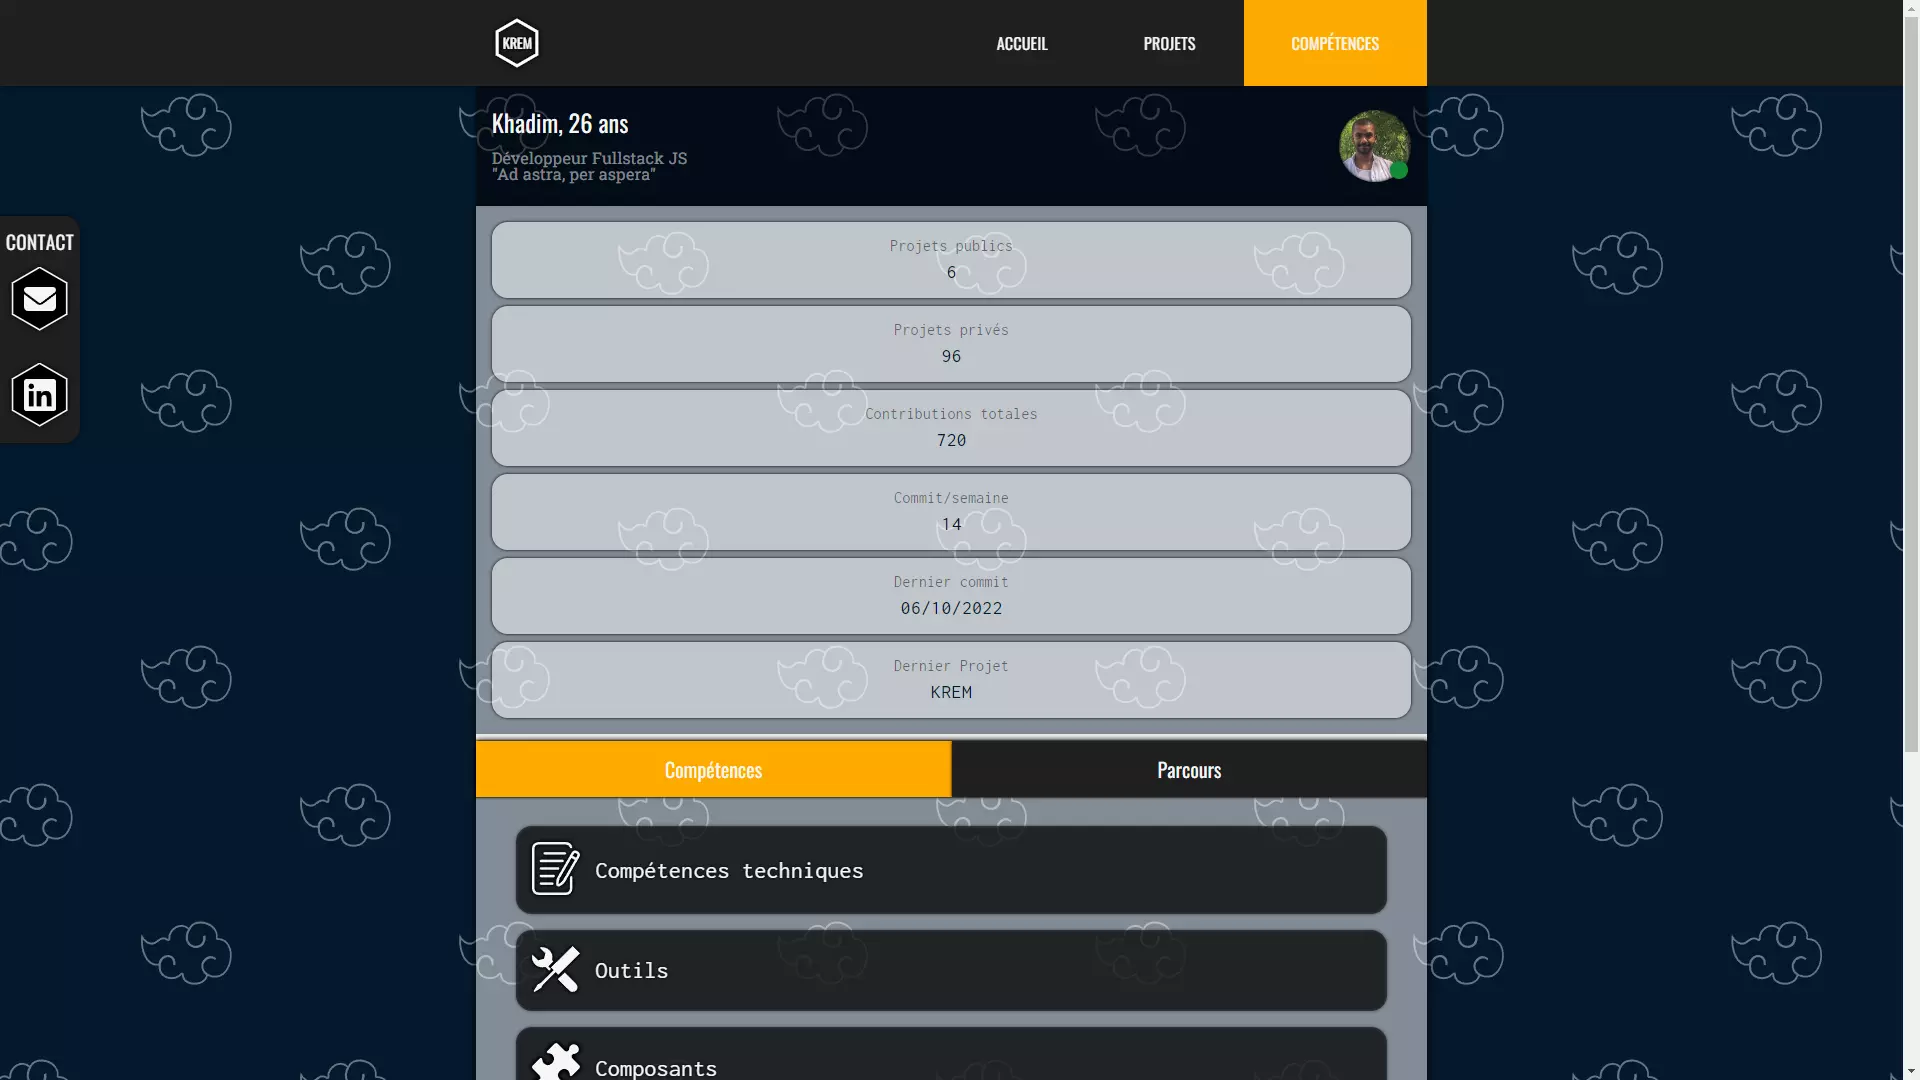 KREM
ACCUEIL
PROJETS
COMPÉTENCES
Khadim, 26 ans
Développeur Fullstack JS
"Ad astra, per aspera"
CONTACT
Projets publics
6
Projets privés
96
Contributions totales
720
Commit/semaine
14
Dernier commit
06/10/2022
Dernier Projet
KREM
Compétences
Parcours
Compétences techniques
Outils
Composants